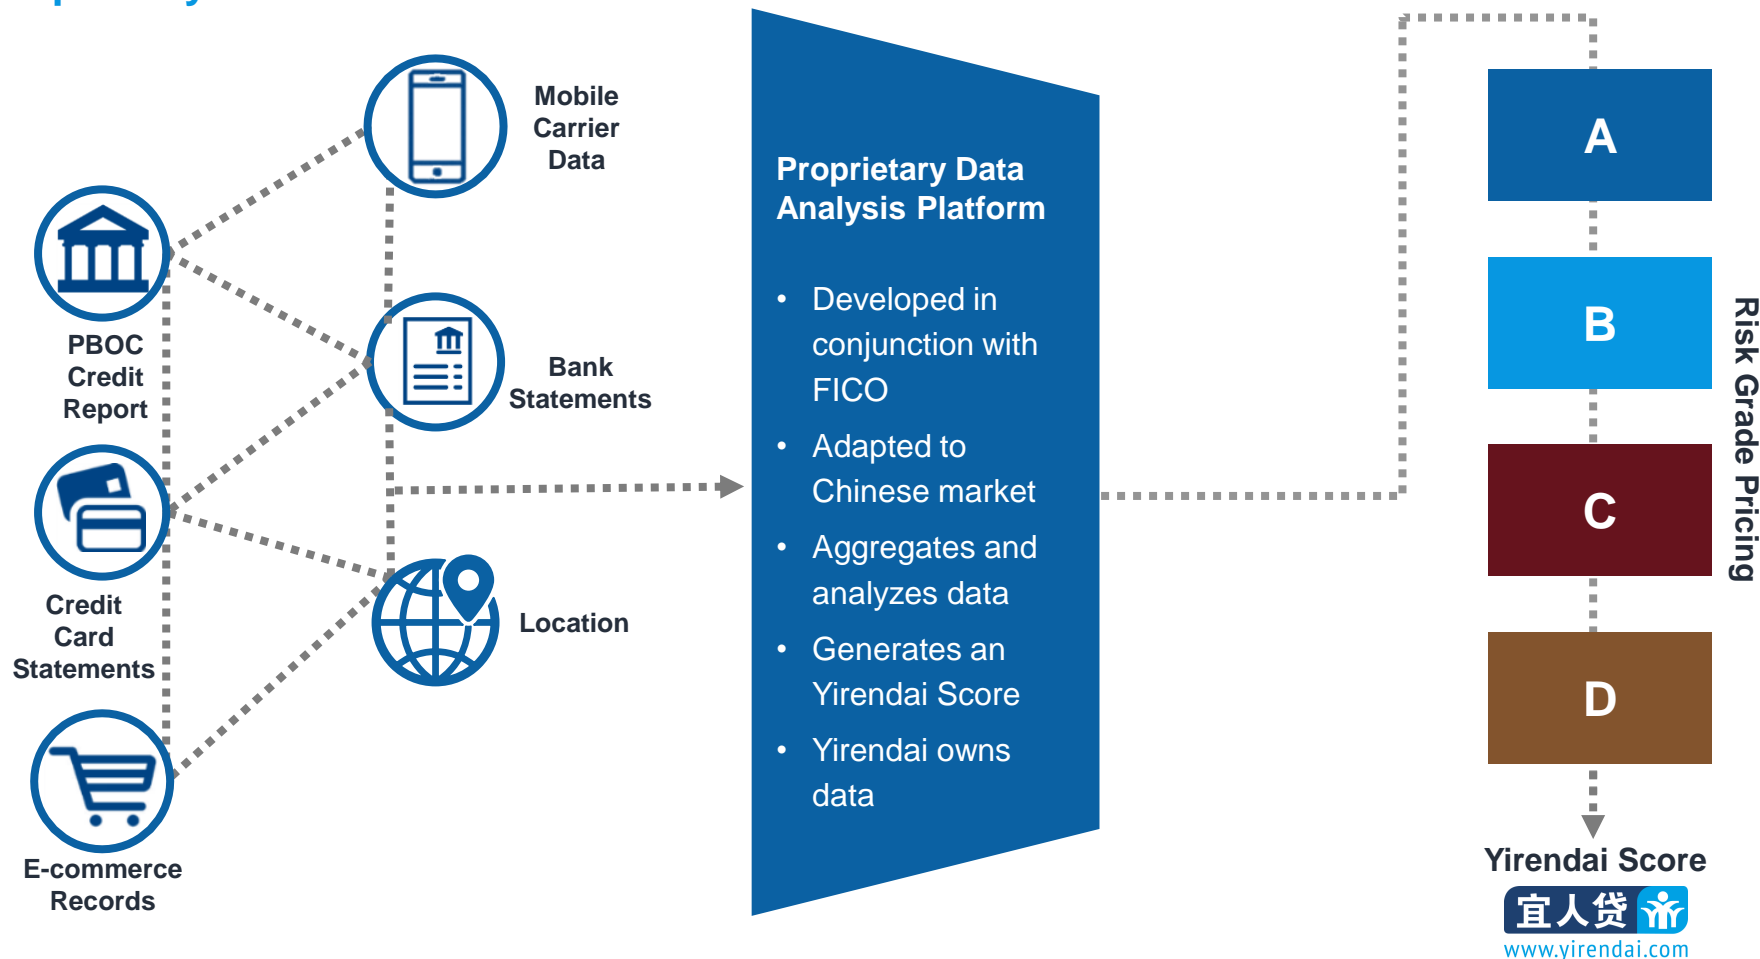 Mobile
Carrier
Data
PBOC
Credit
Report
Bank
Statements
Credit
Card
Statements
Location
E-commerce
Records
Proprietary Data
Analysis Platform
• Developed in
conjunction with
FICO
• Adapted to
Chinese market
• Aggregates and
analyzes data
• Generates an
Yirendai Score
• Yirendai owns
data
A
B
C
D
Risk Grade Pricing
Yirendai Score
宜人贷
www.yirendai.com